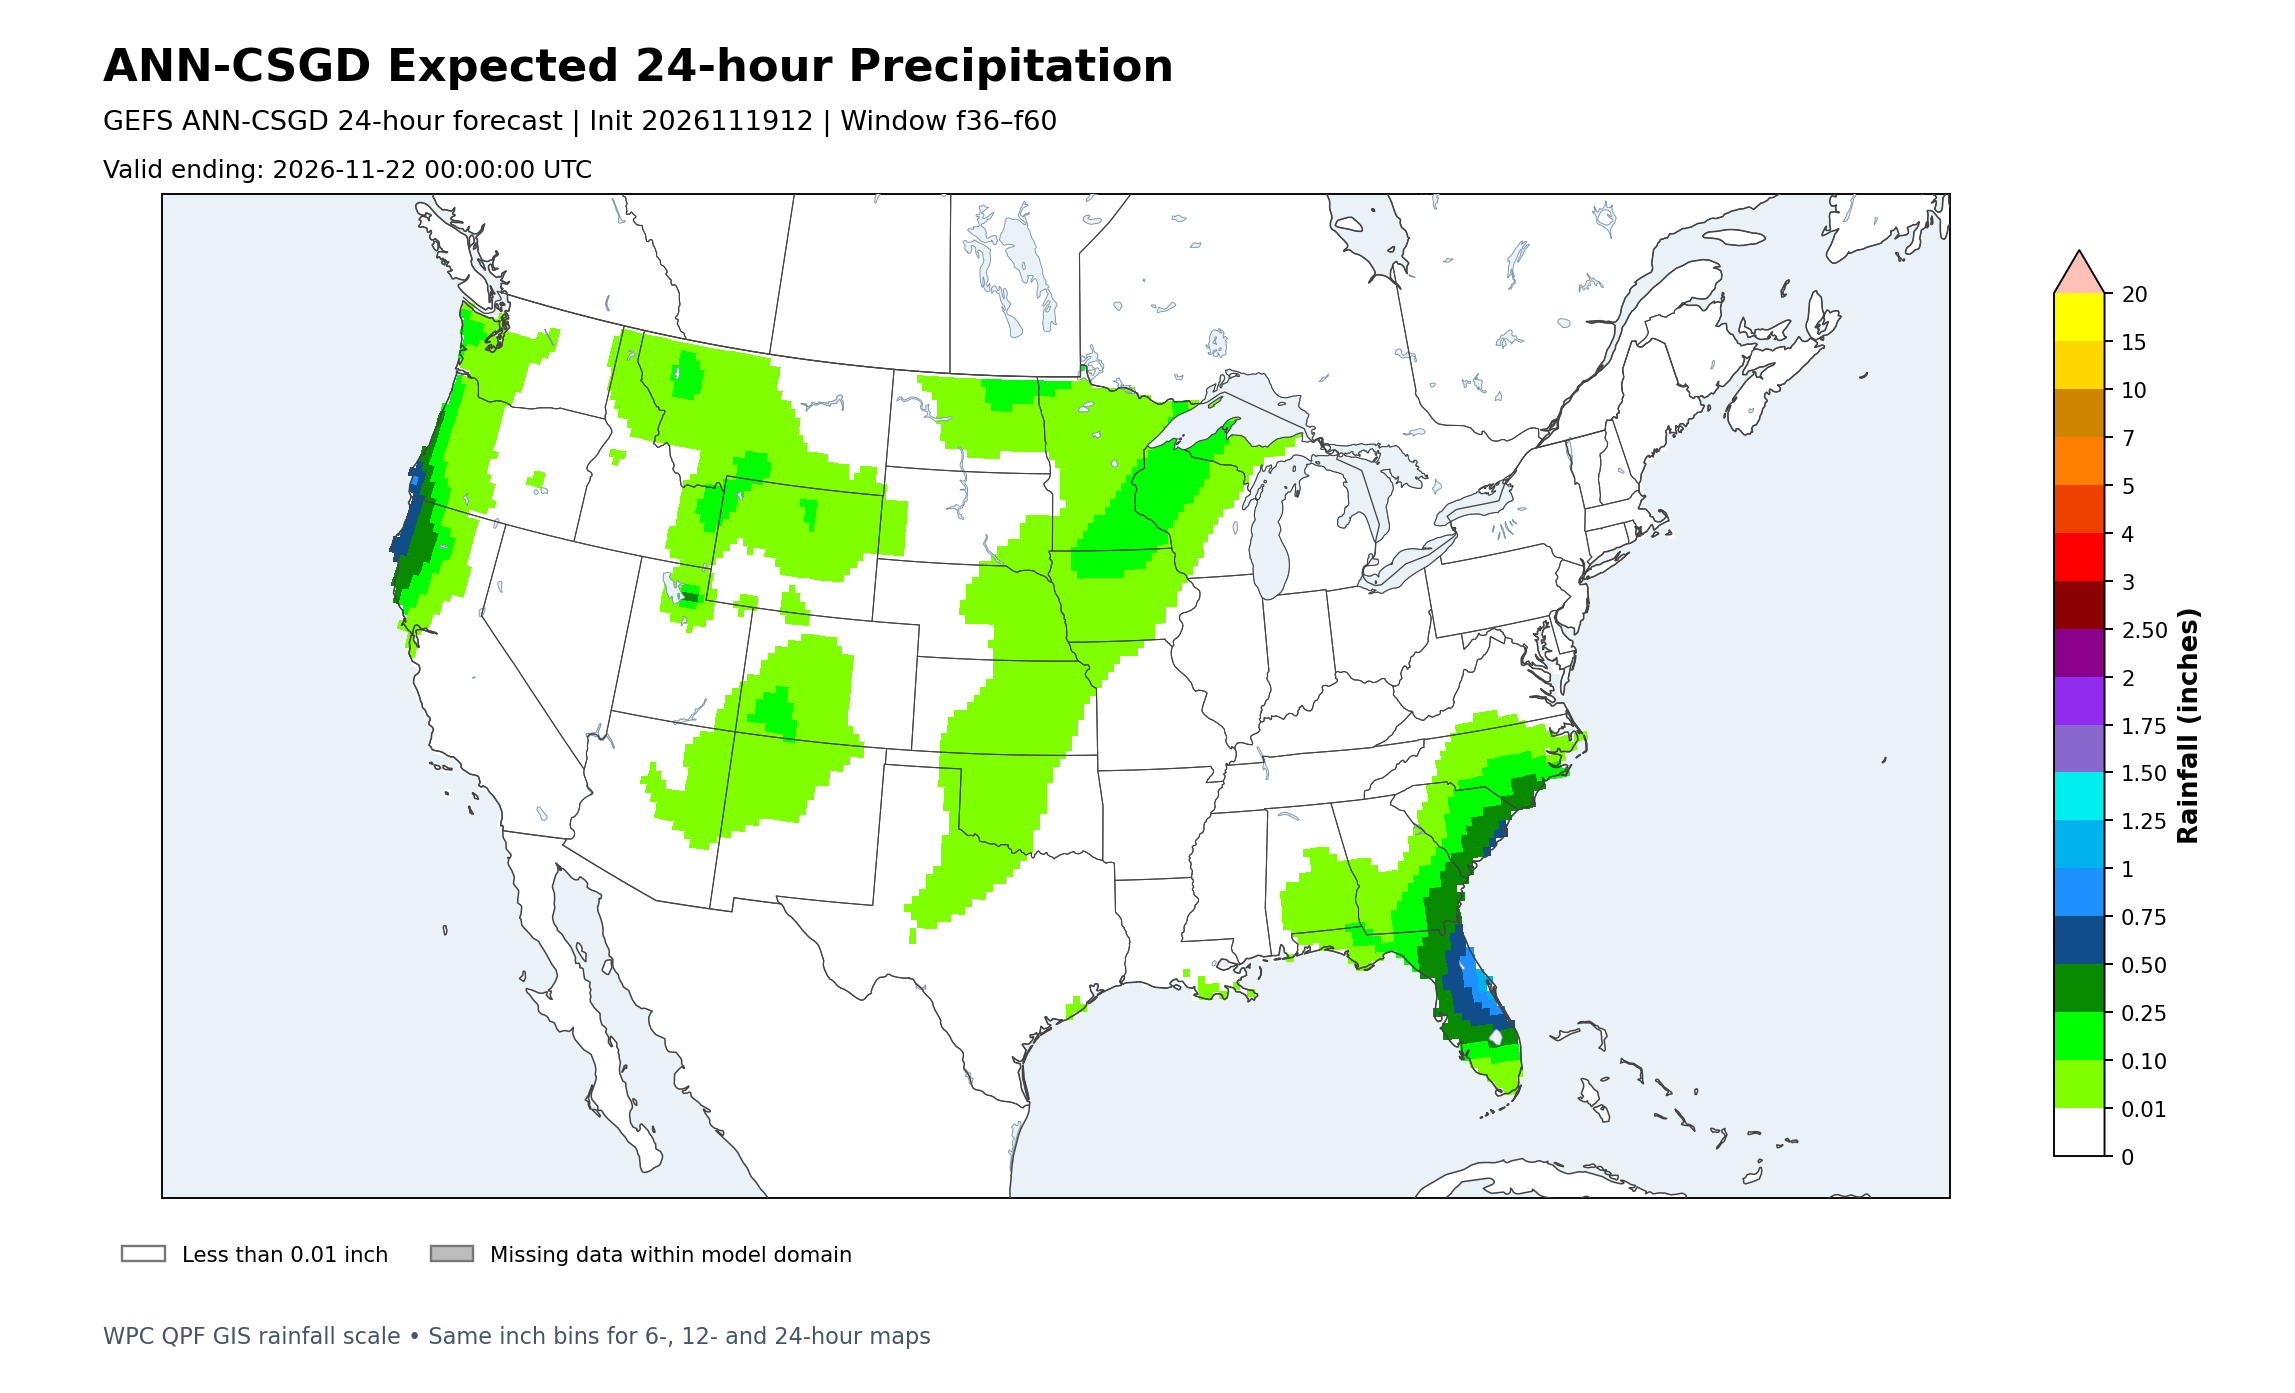 ANN-CSGD Expected 24-hour Precipitation
GEFS ANN-CSGD 24-hour forecast | Init 2026111912 | Window f36–f60
Valid ending: 2026-11-22 00:00:00 UTC
20
15
10
7
5
4
3
2.50
2
1.75
1.50
1.25
1
0.75
0.50
0.25
0.10
0.01
0
Rainfall (inches)
Less than 0.01 inch
Missing data within model domain
WPC QPF GIS rainfall scale • Same inch bins for 6-, 12- and 24-hour maps